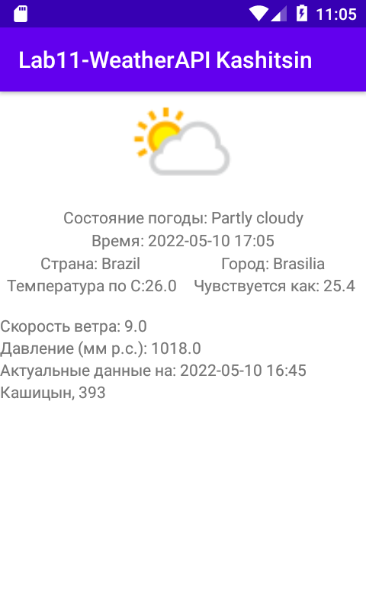 11:05
Lab11-WeatherAPI Kashitsin
Состояние погоды: Partly cloudy
Время: 2022-05-10 17:05
Страна: Brazil Город: Brasilia
Температура по С:26.0 Чувствуется как: 25.4
Скорость ветра: 9.0
Давление (мм р.с.): 1018.0
Актуальные данные на: 2022-05-10 16:45
Кашицын, 393